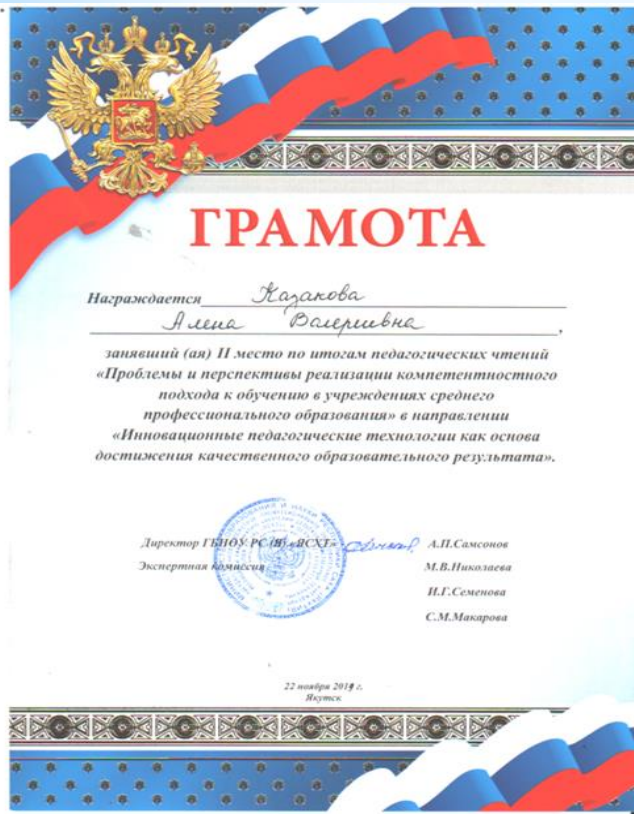 ГРАМОТА
Награждается Казакова
Алена Валериевна,
занявший (ая) II место по итогам педагогических чтений
«Проблемы и перспективы реализации компетентностного
подхода к обучению в учреждениях среднего
профессионального образования» в направлении
«Инновационные педагогические технологии как основа
достижения качественного образовательного результата».
Директор ГБПОУ РС (Я) «ЯСХТ» А.П.Самсонов
Экспертная комиссия М.В.Николаева
И.Г.Семенова
С.М.Макарова
22 ноября 2019 г.
Якутск